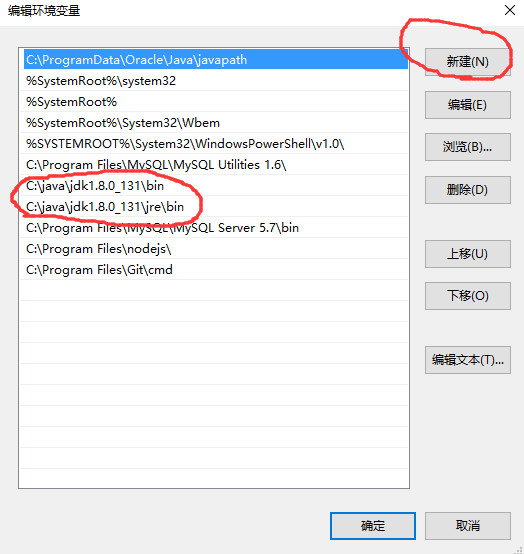 编辑环境变量
C:\ProgramData\Oracle\Java\javapath
%SystemRoot%\system32
%SystemRoot%
%SystemRoot%\System32\Wbem
%SYSTEMROOT%\System32\WindowsPowerShell\v1.0\
C:\Program Files\MySQL\MySQL Utilities 1.6\
C:\java\jdk1.8.0_131\bin
C:\java\jdk1.8.0_131\jre\bin
C:\Program Files\MySQL\MySQL Server 5.7\bin
C:\Program Files\nodejs\
C:\Program Files\Git\cmd
新建(N)
编辑(E)
浏览(B)...
删除(D)
上移(U)
下移(O)
编辑文本(T)...
确定
取消